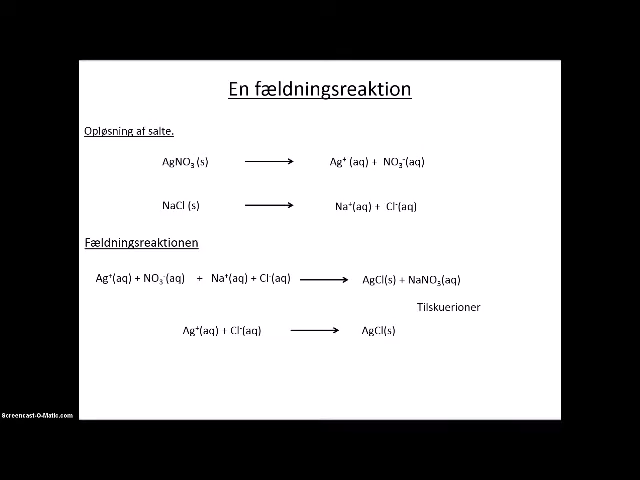 En fældningsreaktion
Opløsning af salte.
AgNO₃ (s) ⟶ Ag⁺ (aq) + NO₃⁻(aq)
NaCl (s) ⟶ Na⁺(aq) + Cl⁻(aq)
Fældningsreaktionen
Ag⁺(aq) + NO₃⁻(aq) + Na⁺(aq) + Cl⁻(aq) ⟶ AgCl(s) + NaNO₃(aq)
Tilskuerioner
Ag⁺(aq) + Cl⁻(aq) ⟶ AgCl(s)
Screencast-O-Matic.com